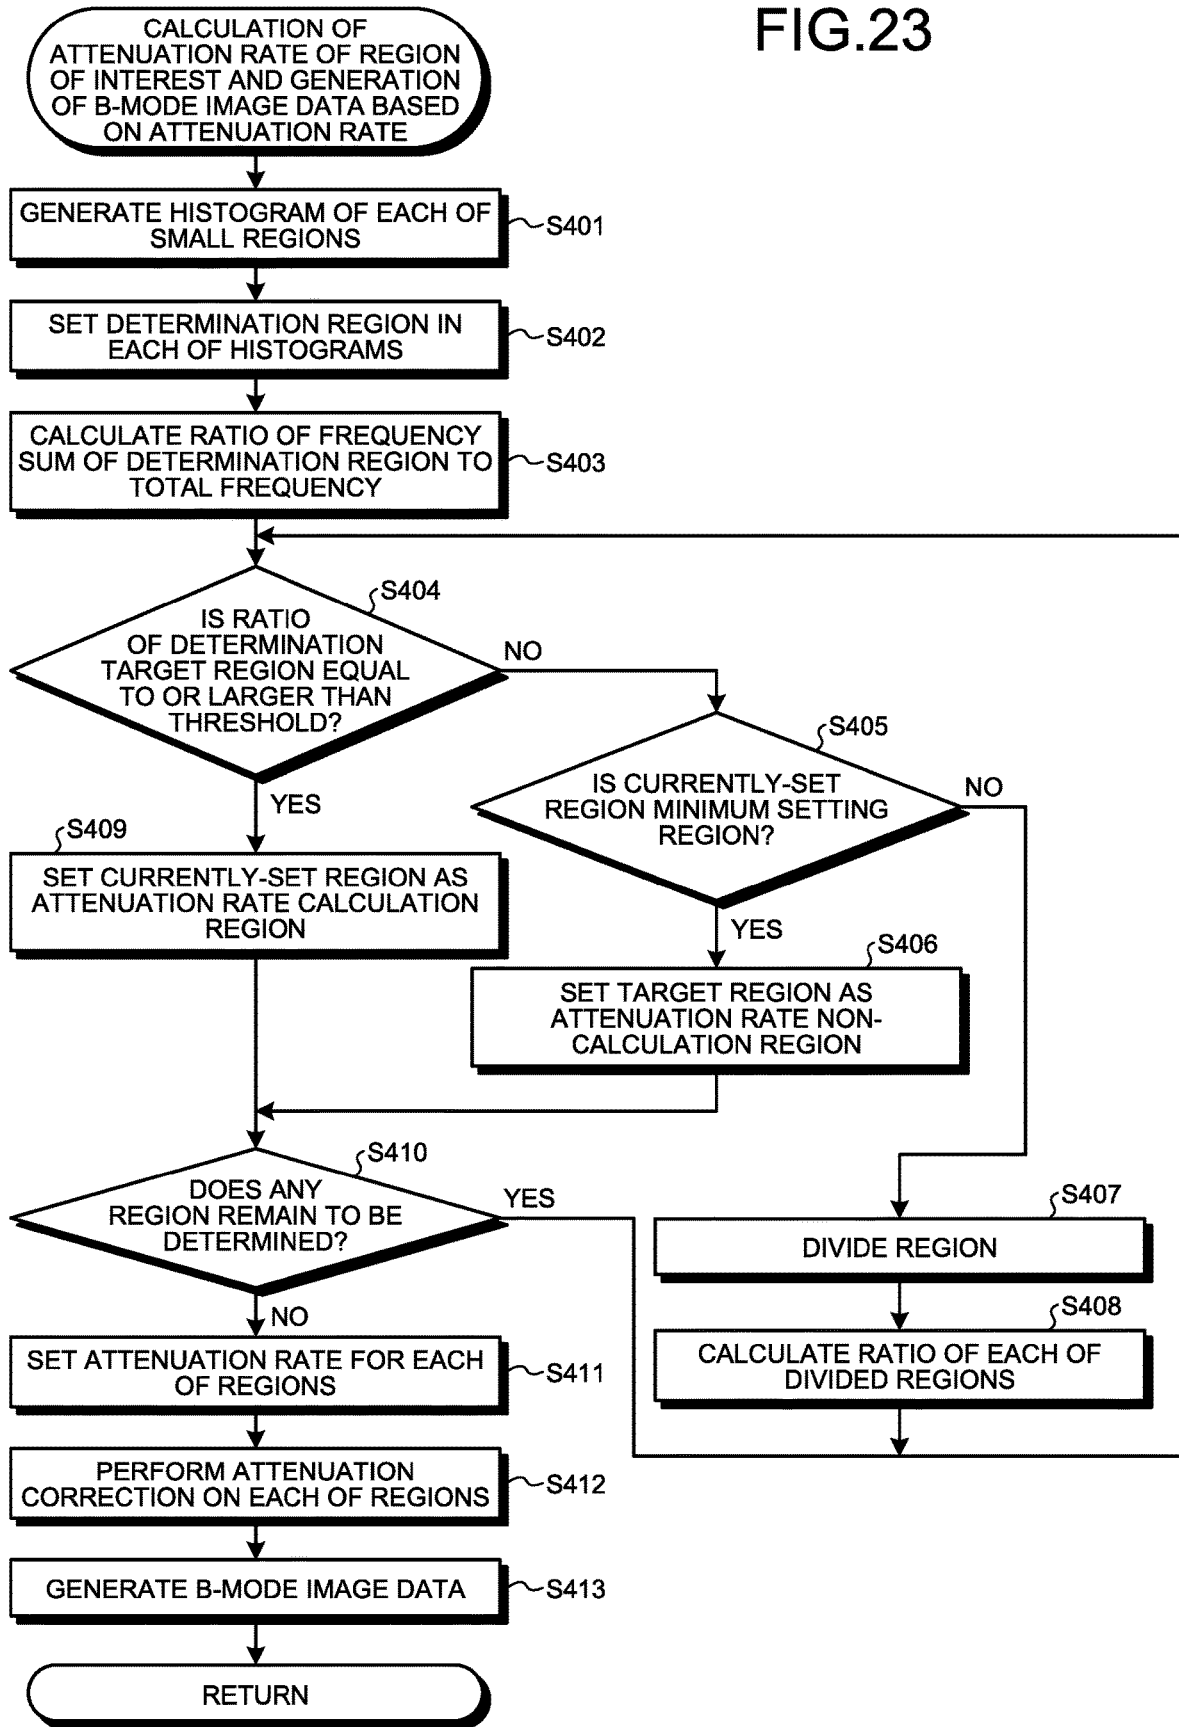 FIG.23
CALCULATION OF
ATTENUATION RATE OF REGION
OF INTEREST AND GENERATION
OF B-MODE IMAGE DATA BASED
ON ATTENUATION RATE
GENERATE HISTOGRAM OF EACH OF
SMALL REGIONS
S401
SET DETERMINATION REGION IN
EACH OF HISTOGRAMS
S402
CALCULATE RATIO OF FREQUENCY
SUM OF DETERMINATION REGION TO
TOTAL FREQUENCY
S403
S404
IS RATIO
OF DETERMINATION
TARGET REGION EQUAL
TO OR LARGER THAN
THRESHOLD?
NO
YES
S405
IS CURRENTLY-SET
REGION MINIMUM SETTING
REGION?
NO
YES
S409
SET CURRENTLY-SET REGION AS
ATTENUATION RATE CALCULATION
REGION
S406
SET TARGET REGION AS
ATTENUATION RATE NON-
CALCULATION REGION
S410
DOES ANY
REGION REMAIN TO BE
DETERMINED?
YES
NO
S407
DIVIDE REGION
S408
CALCULATE RATIO OF EACH OF
DIVIDED REGIONS
SET ATTENUATION RATE FOR EACH
OF REGIONS
S411
PERFORM ATTENUATION
CORRECTION ON EACH OF REGIONS
S412
GENERATE B-MODE IMAGE DATA
S413
RETURN